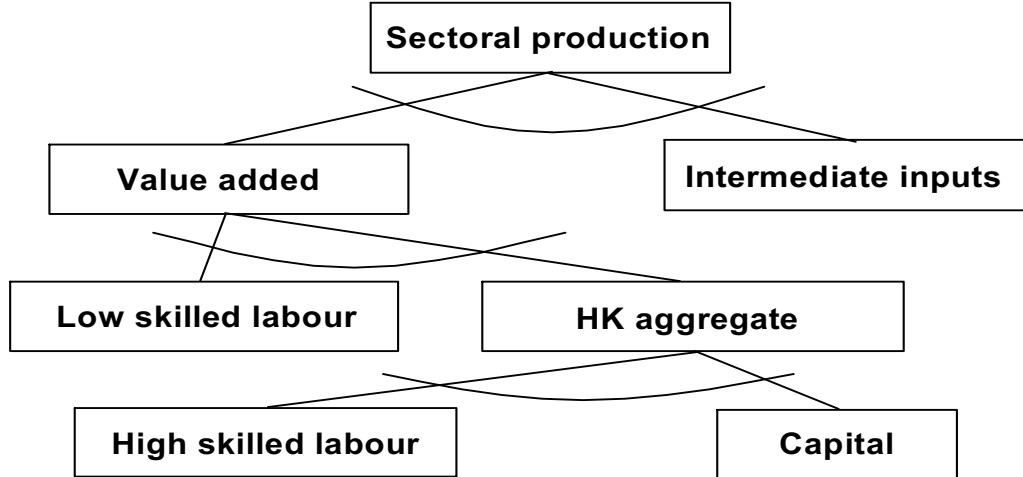 Sectoral production
Value added
Intermediate inputs
Low skilled labour
HK aggregate
High skilled labour
Capital